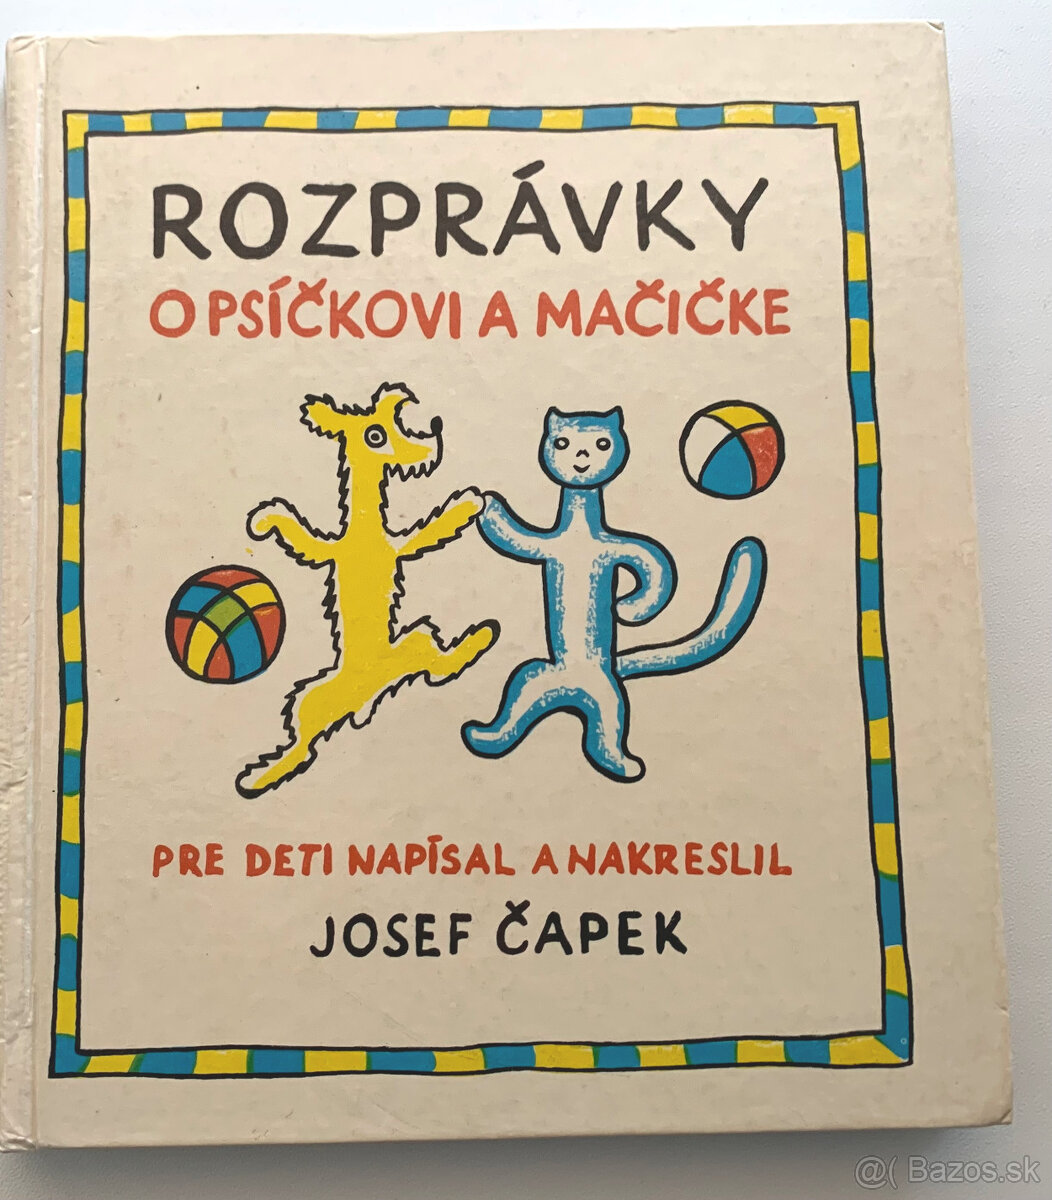 ROZPRÁVKY
O PSÍČKOVI A MAČIČKE
PRE DETI NAPÍSAL A NAKRESLIL
JOSEF ČAPEK
@( Bazos.sk